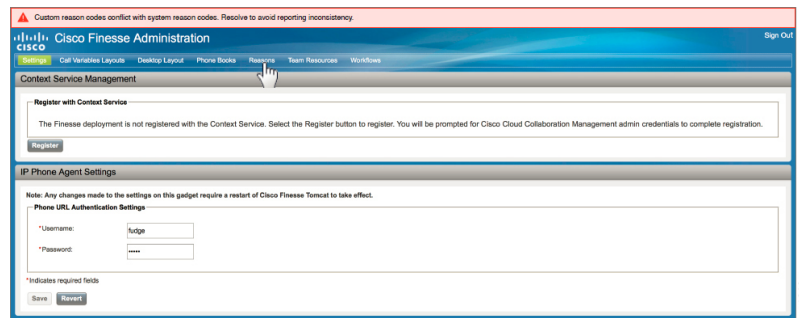 Custom reason codes conflict with system reason codes. Resolve to avoid reporting inconsistency.
CISCO Cisco Finesse Administration Sign Out
Settings Call Variables Layouts Desktop Layout Phone Books Reasons Team Resources Workflows
Context Service Management
Register with Context Service
The Finesse deployment is not registered with the Context Service. Select the Register button to register. You will be prompted for Cisco Cloud Collaboration Management admin credentials to complete registration.
Register
IP Phone Agent Settings
Note: Any changes made to the settings on this gadget require a restart of Cisco Finesse Tomcat to take effect.
Phone URL Authentication Settings
*Username: fudge
*Password: •••••
*Indicates required fields
Save Revert